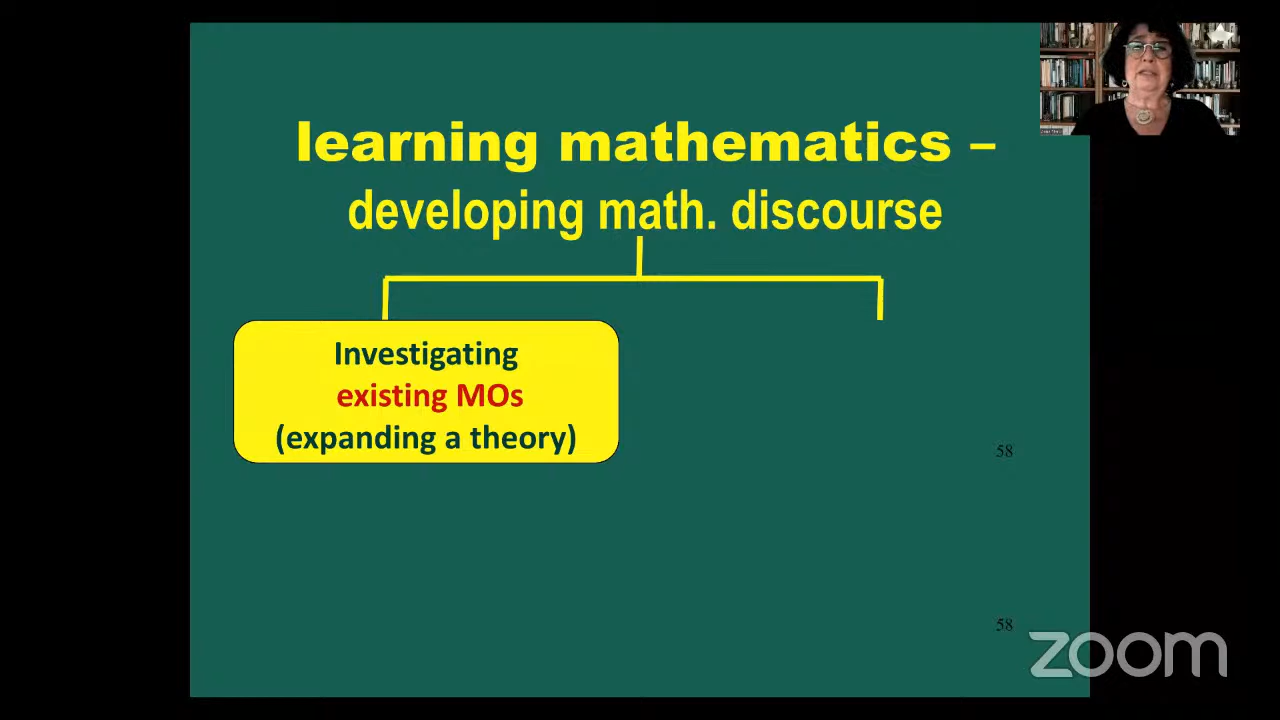 learning mathematics –
developing math. discourse
Investigating
existing MOs
(expanding a theory)
58
58
zoom